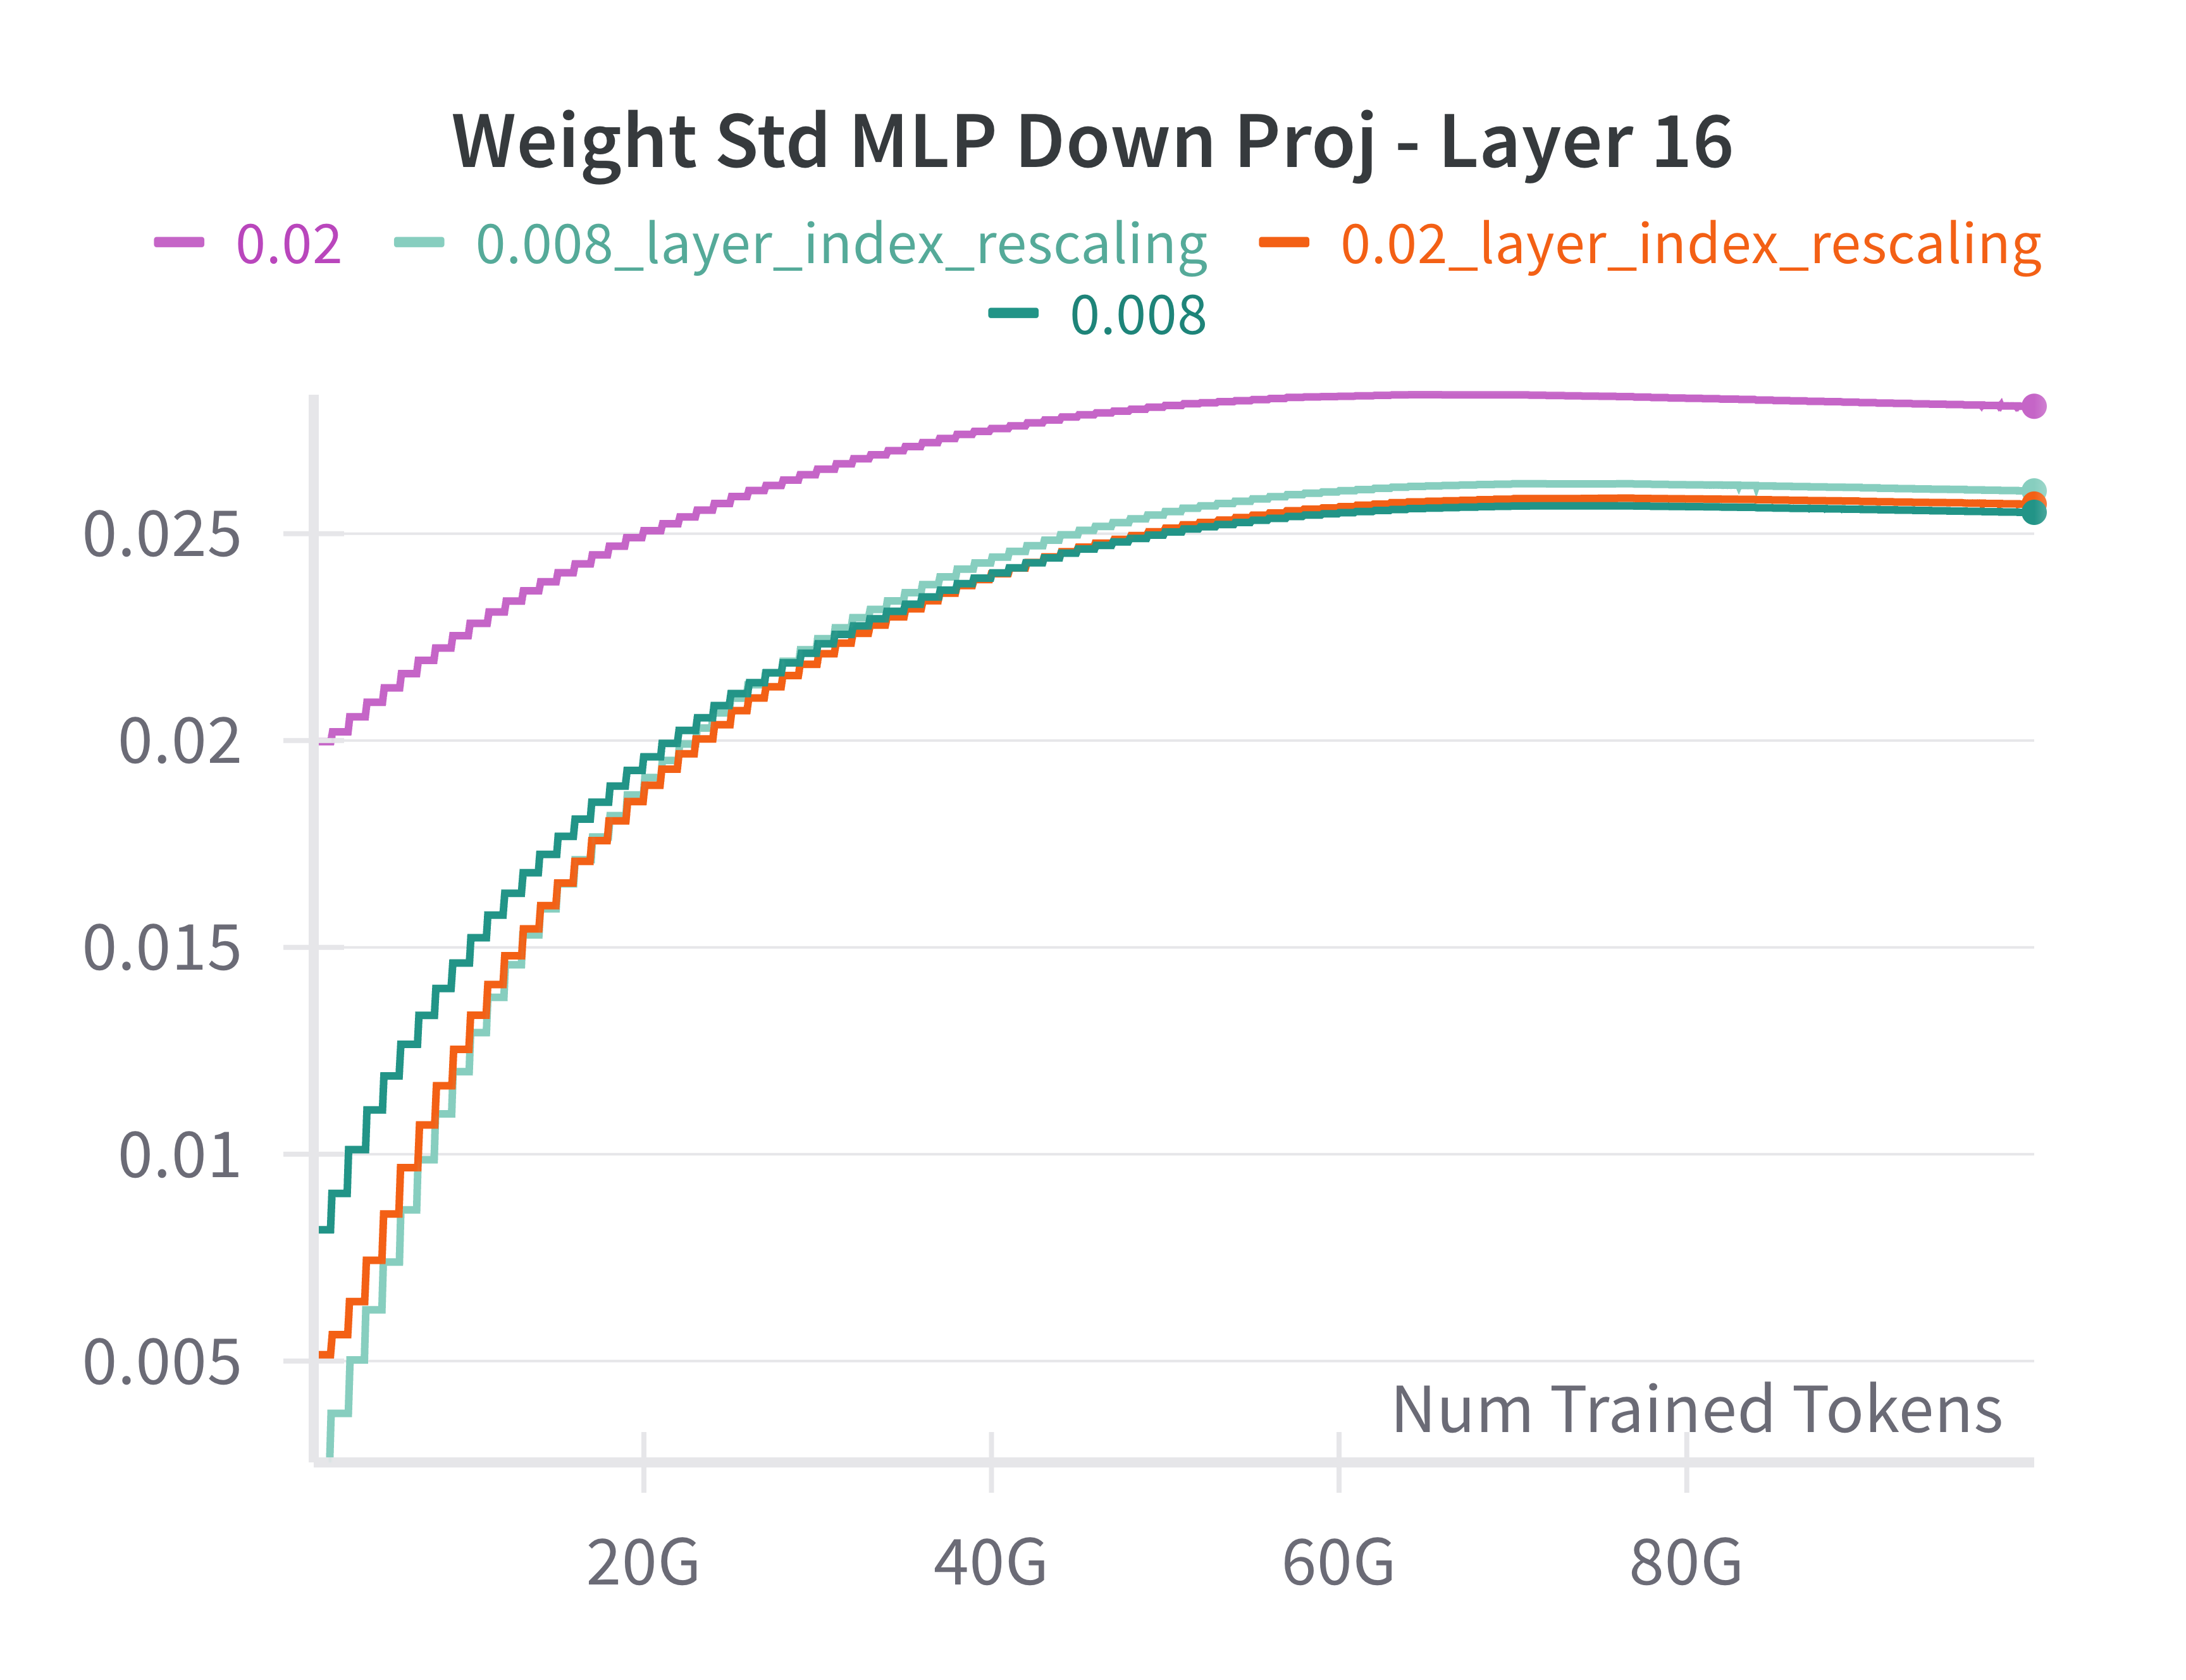 Weight Std MLP Down Proj - Layer 16
0.02 0.008_layer_index_rescaling 0.02_layer_index_rescaling
0.008
0.025
0.02
0.015
0.01
0.005
Num Trained Tokens
20G 40G 60G 80G